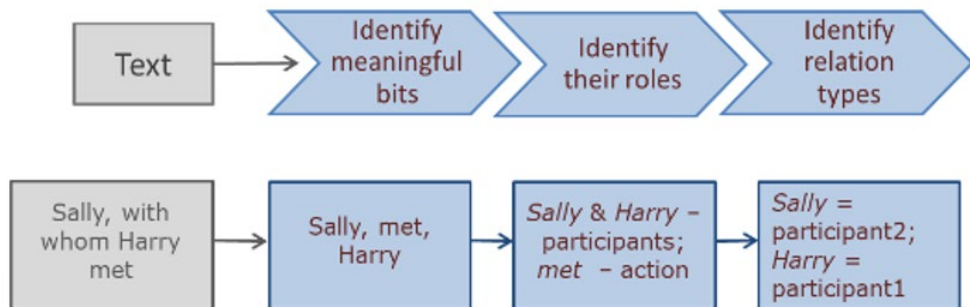 Text
Identify
meaningful
bits
Identify
their roles
Identify
relation
types
Sally, with
whom Harry
met
Sally, met,
Harry
Sally & Harry –
participants;
met – action
Sally =
participant2;
Harry =
participant1